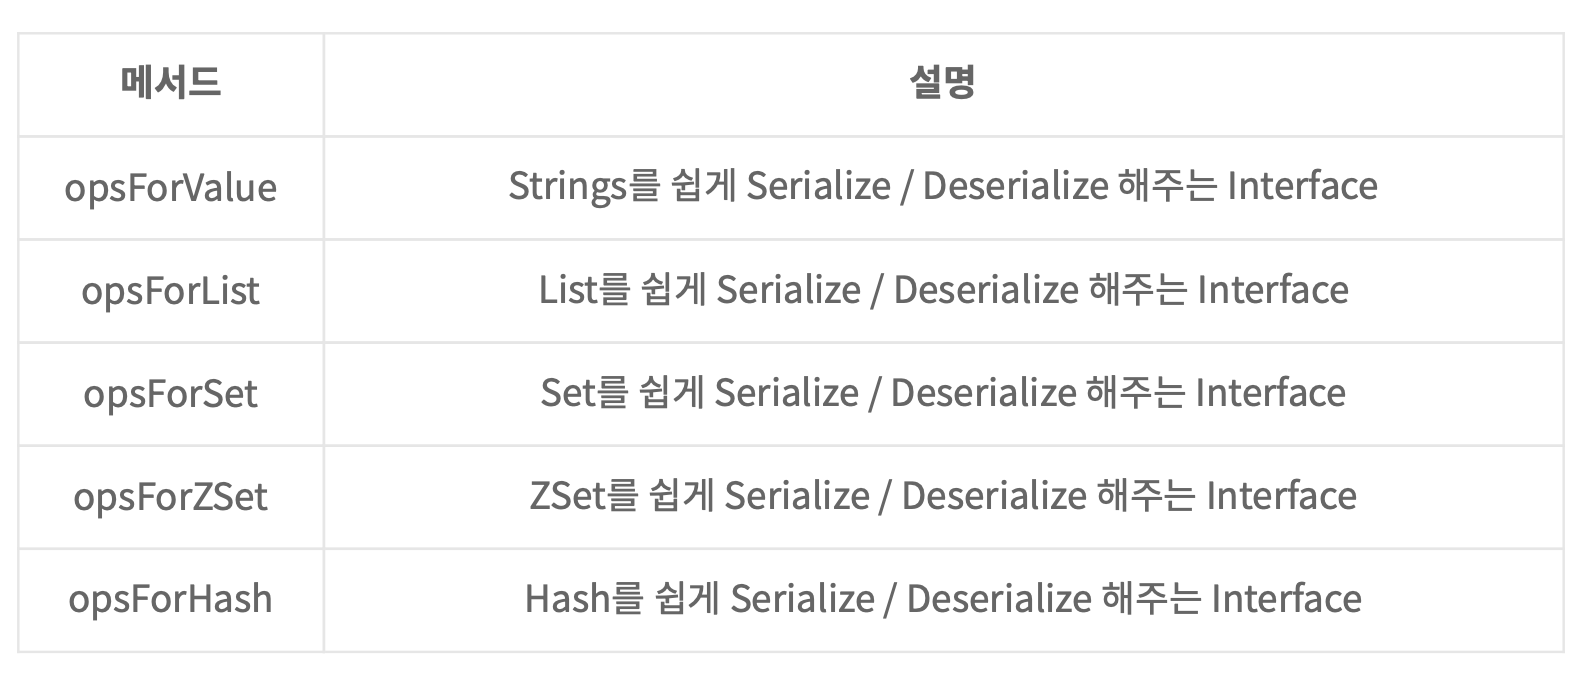 메서드 설명
opsForValue Strings를 쉽게 Serialize / Deserialize 해주는 Interface
opsForList List를 쉽게 Serialize / Deserialize 해주는 Interface
opsForSet Set를 쉽게 Serialize / Deserialize 해주는 Interface
opsForZSet ZSet를 쉽게 Serialize / Deserialize 해주는 Interface
opsForHash Hash를 쉽게 Serialize / Deserialize 해주는 Interface